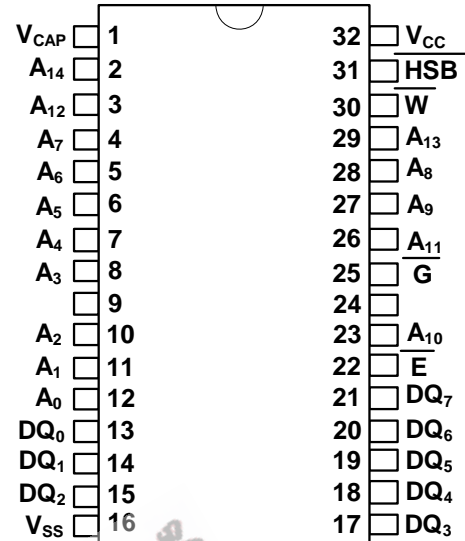 VCAP 1 32 VCC
A14 2 31 HSB
A12 3 30 W
A7 4 29 A13
A6 5 28 A8
A5 6 27 A9
A4 7 26 A11
A3 8 25 G
9 24
A2 10 23 A10
A1 11 22 E
A0 12 21 DQ7
DQ0 13 20 DQ6
DQ1 14 19 DQ5
DQ2 15 18 DQ4
VSS 16 17 DQ3